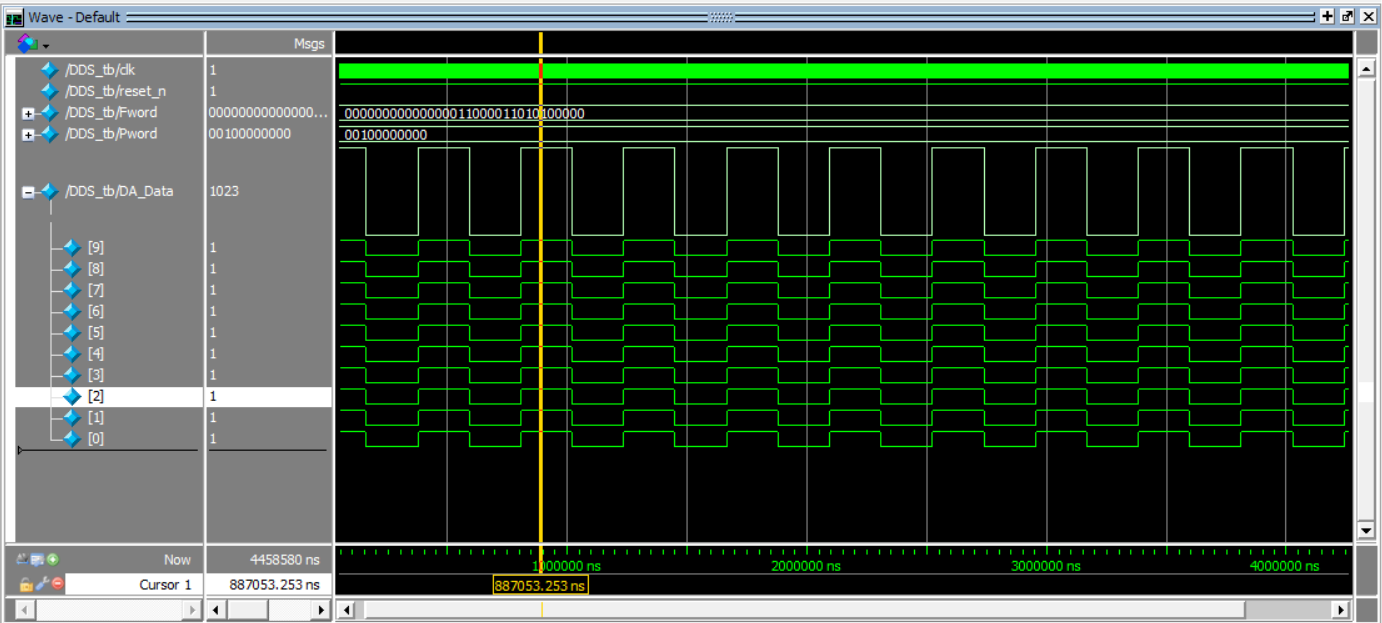 Wave - Default
Msgs
/DDS_tb/clk 1
/DDS_tb/reset_n 1
/DDS_tb/Fword 00000000000000... 00000000000000011000011010100000
/DDS_tb/Pword 00100000000 00100000000
/DDS_tb/DA_Data 1023
[9] 1
[8] 1
[7] 1
[6] 1
[5] 1
[4] 1
[3] 1
[2] 1
[1] 1
[0] 1
Now 4458580 ns 1000000 ns 2000000 ns 3000000 ns 4000000 ns
Cursor 1 887053.253 ns 887053.253 ns